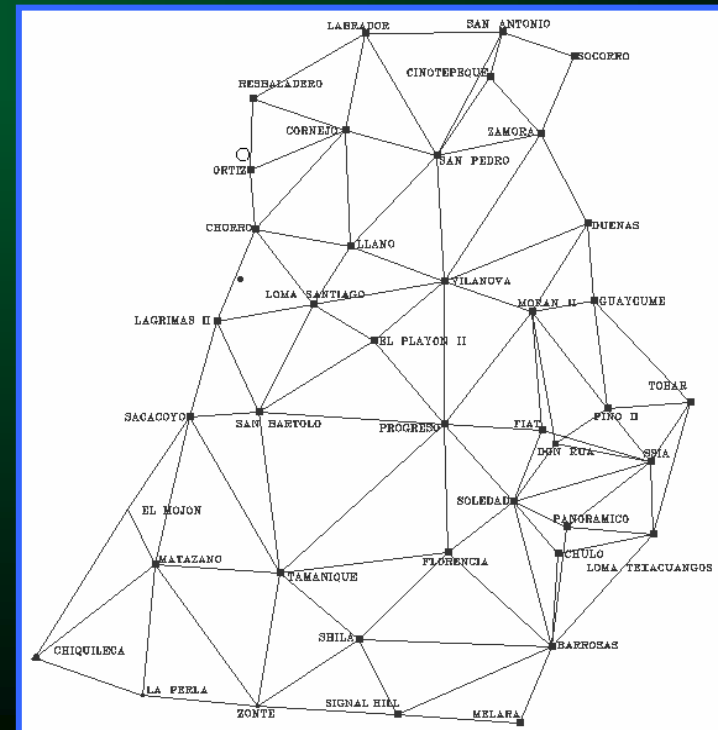 LABRADOR
SAN ANTONIO
SOCORRO
CINOTEPEQUE
RESBALADERO
CORNEJO
ZAMORA
SAN PEDRO
ORTIZ
CHORRO
DUENAS
LLANO
VILANOVA
LOMA SANTIAGO
MORAN II
GUAYCUME
LAGRIMAS II
EL PLAYON II
TOBAR
SACACOYO
SAN BARTOLO
PROGRESO
FIAT
PINO II
DON RUA
SSIA
SOLEDAD
EL MOJON
PANORAMICO
MATAZANO
TAMANIQUE
FLORENCIA
CHULO
LOMA TEXACUANGOS
SHILA
BARROSAS
CHIQUILECA
LA PERLA
ZONTE
SIGNAL HILL
MELARA